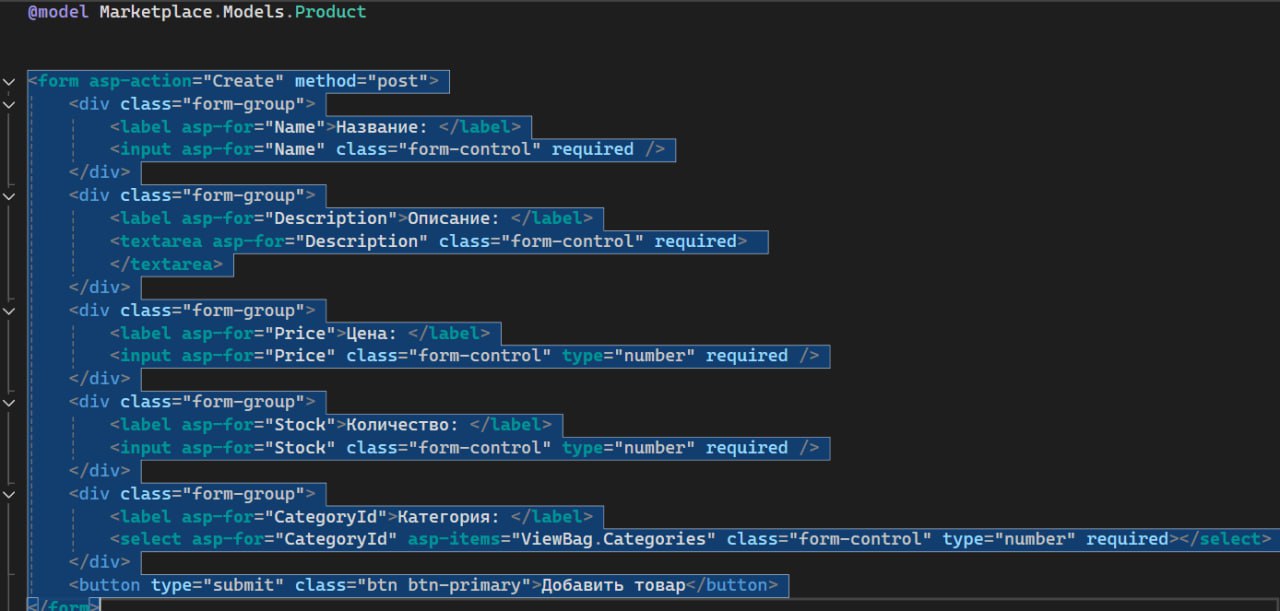 @model Marketplace.Models.Product
<form asp-action="Create" method="post">
<div class="form-group">
<label asp-for="Name">Название: </label>
<input asp-for="Name" class="form-control" required />
</div>
<div class="form-group">
<label asp-for="Description">Описание: </label>
<textarea asp-for="Description" class="form-control" required>
</textarea>
</div>
<div class="form-group">
<label asp-for="Price">Цена: </label>
<input asp-for="Price" class="form-control" type="number" required />
</div>
<div class="form-group">
<label asp-for="Stock">Количество: </label>
<input asp-for="Stock" class="form-control" type="number" required />
</div>
<div class="form-group">
<label asp-for="CategoryId">Категория: </label>
<select asp-for="CategoryId" asp-items="ViewBag.Categories" class="form-control" type="number" required></select>
</div>
<button type="submit" class="btn btn-primary">Добавить товар</button>
</form>